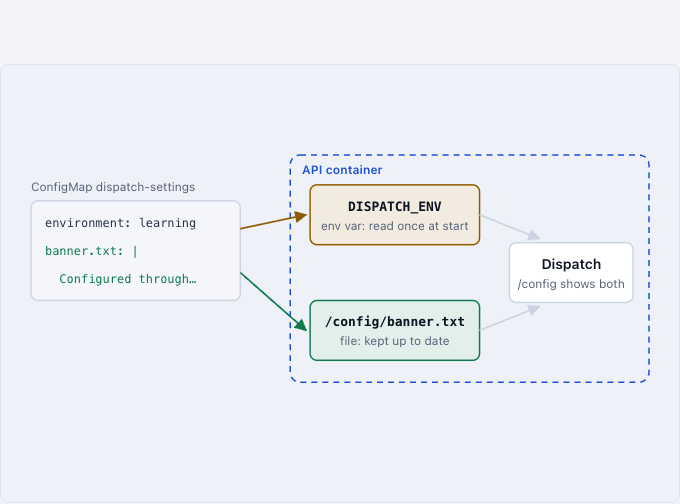 ConfigMap dispatch-settings
environment: learning
banner.txt: |
Configured through…
API container
DISPATCH_ENV
env var: read once at start
/config/banner.txt
file: kept up to date
Dispatch
/config shows both